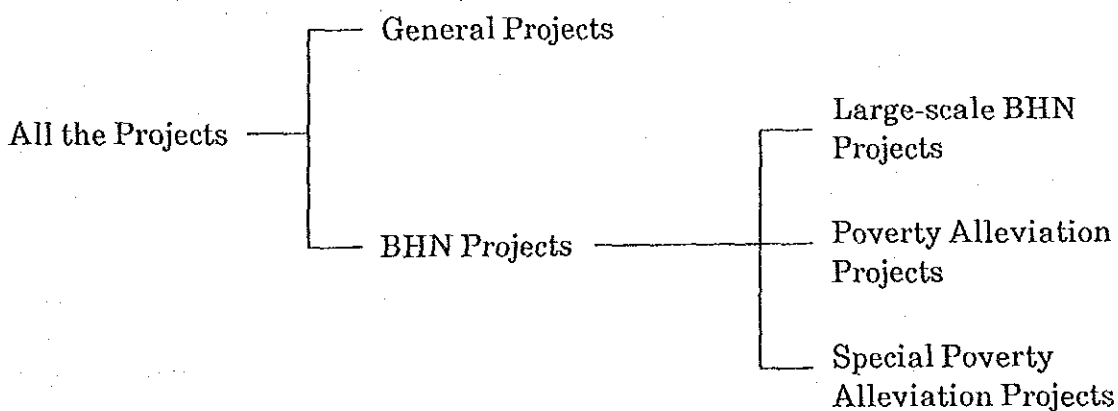 General Projects
All the Projects
BHN Projects
Large-scale BHN
Projects
Poverty Alleviation
Projects
Special Poverty
Alleviation Projects